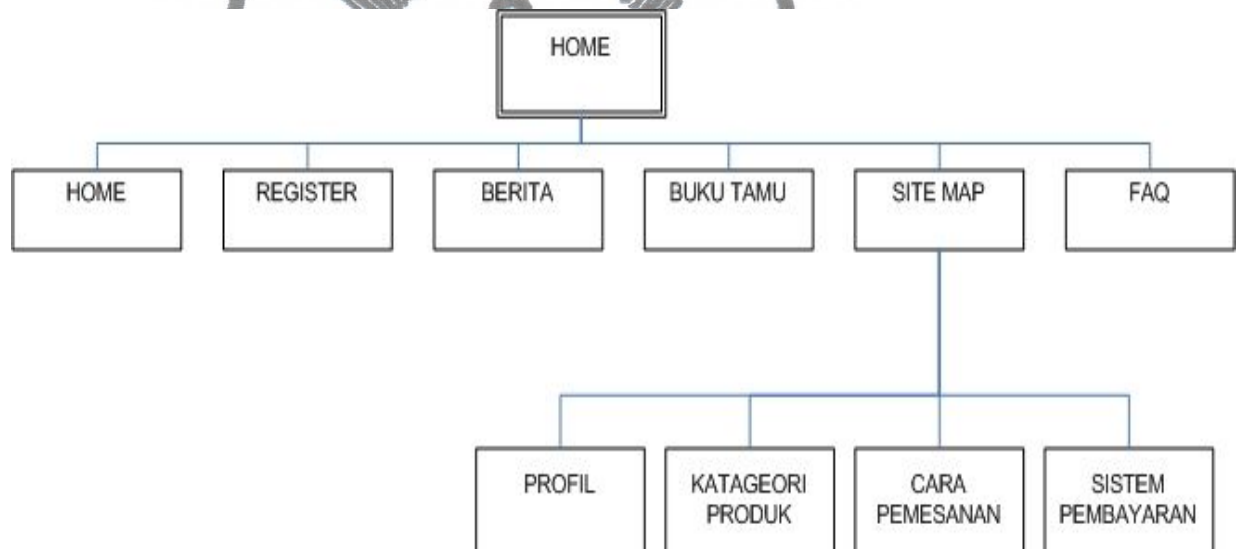 HOME
HOME
REGISTER
BERITA
BUKU TAMU
SITE MAP
FAQ
PROFIL
KATAGEORI
PRODUK
CARA
PEMESANAN
SISTEM
PEMBAYARAN